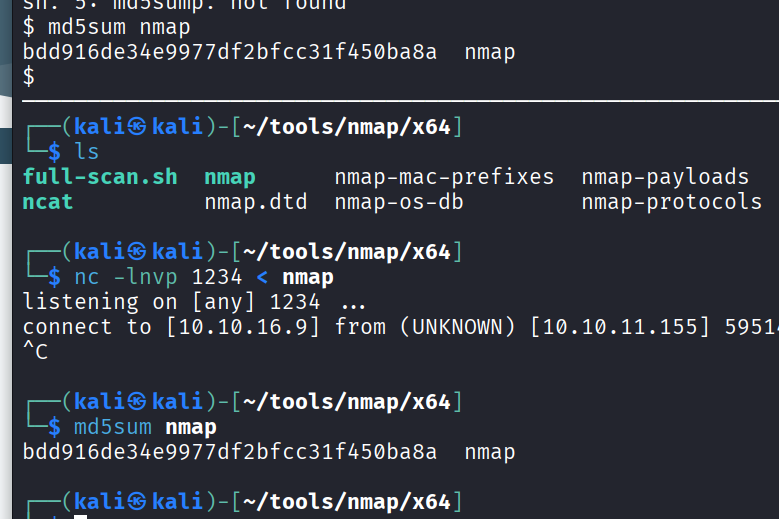 sh: 5: md5sump: not found
$ md5sum nmap
bdd916de34e9977df2bfcc31f450ba8a  nmap
$
┌──(kali㉿kali)-[~/tools/nmap/x64]
└─$ ls
full-scan.sh  nmap      nmap-mac-prefixes  nmap-payloads
ncat          nmap.dtd  nmap-os-db         nmap-protocols
┌──(kali㉿kali)-[~/tools/nmap/x64]
└─$ nc -lnvp 1234 < nmap
listening on [any] 1234 ...
connect to [10.10.16.9] from (UNKNOWN) [10.10.11.155] 59514
^C
┌──(kali㉿kali)-[~/tools/nmap/x64]
└─$ md5sum nmap
bdd916de34e9977df2bfcc31f450ba8a  nmap
┌──(kali㉿kali)-[~/tools/nmap/x64]
└─$